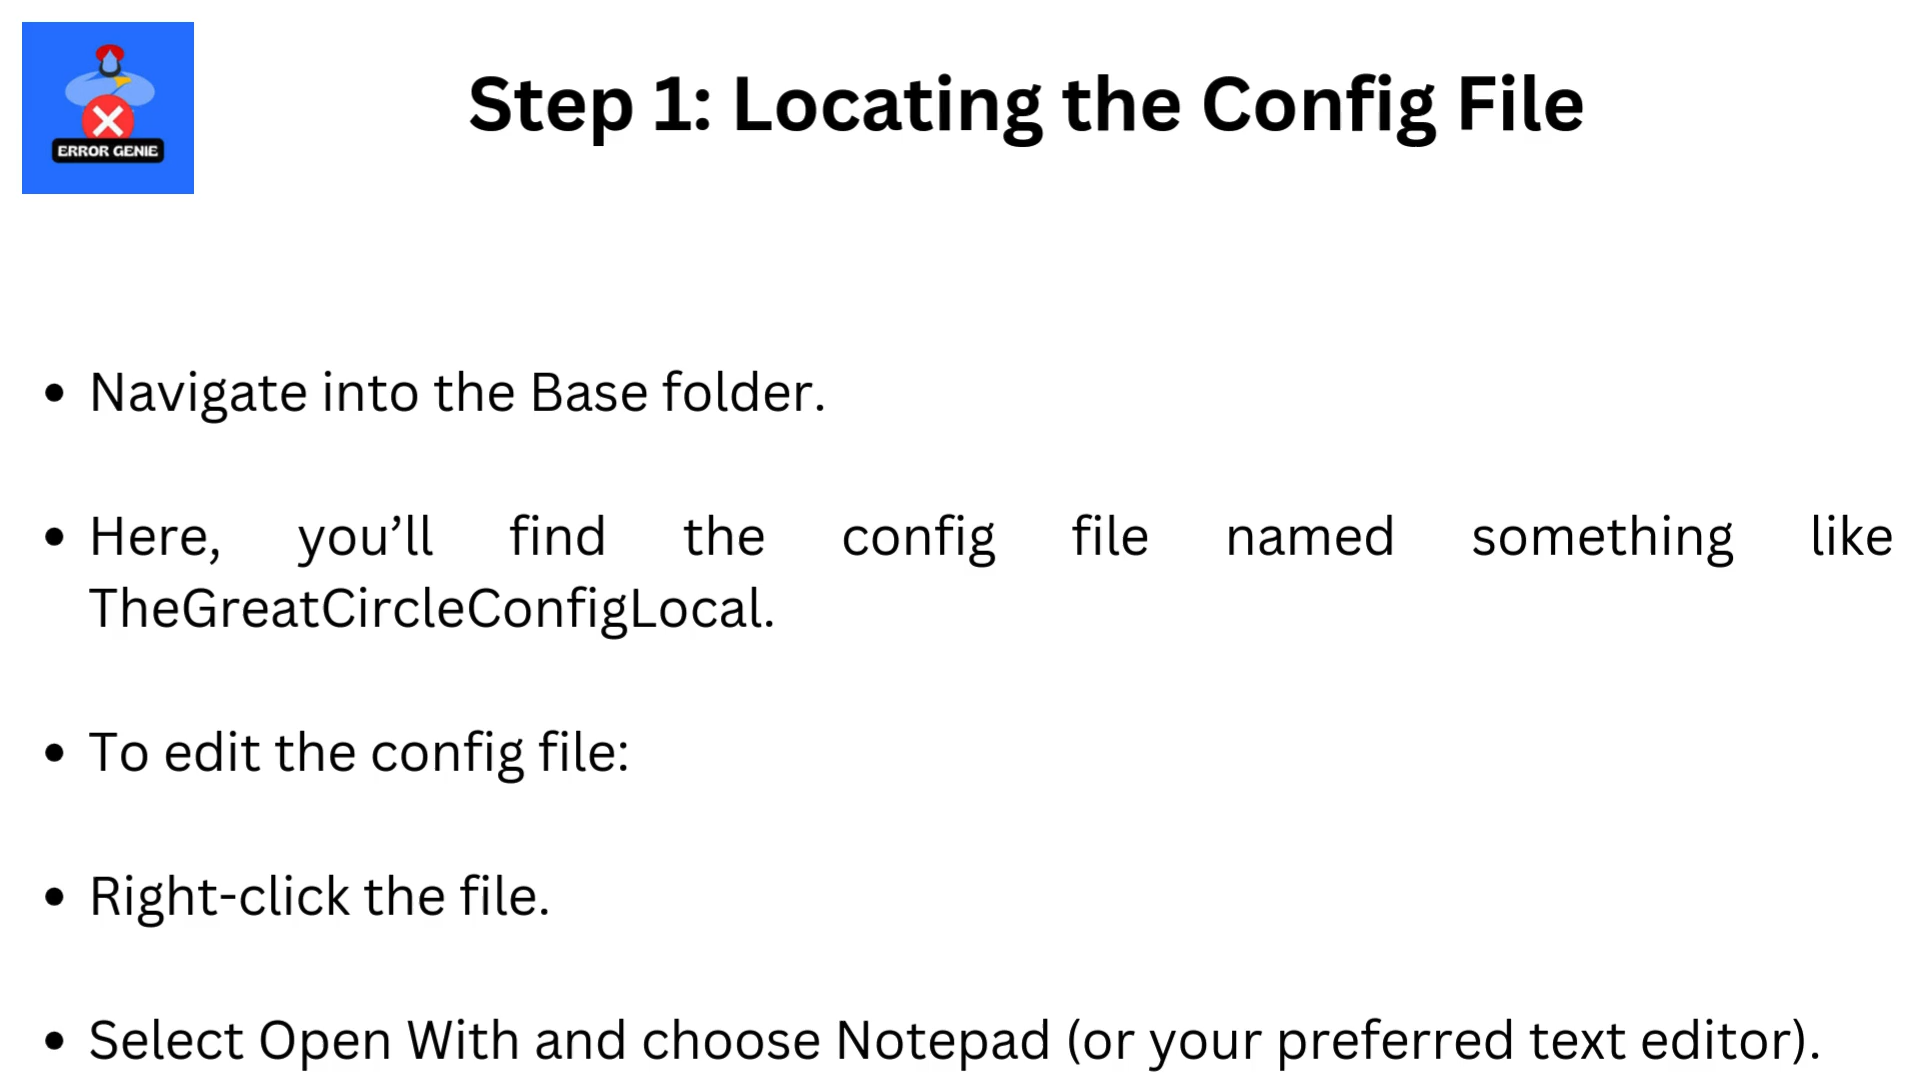 ERROR GENIE
Step 1: Locating the Config File
• Navigate into the Base folder.
• Here, you’ll find the config file named something like
TheGreatCircleConfigLocal.
• To edit the config file:
• Right-click the file.
• Select Open With and choose Notepad (or your preferred text editor).